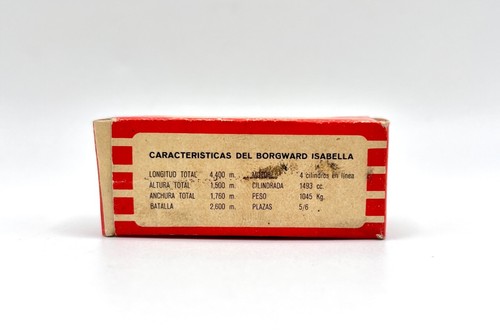 CARACTERISTICAS DEL BORGWARD ISABELLA
LONGITUD TOTAL 4,400 m. 4 cilindros en linea
ALTURA TOTAL 1,500 m. CILINDRADA 1493 cc.
ANCHURA TOTAL 1,760 m. PESO 1045 Kg.
BATALLA 2.600 m. PLAZAS 5/6